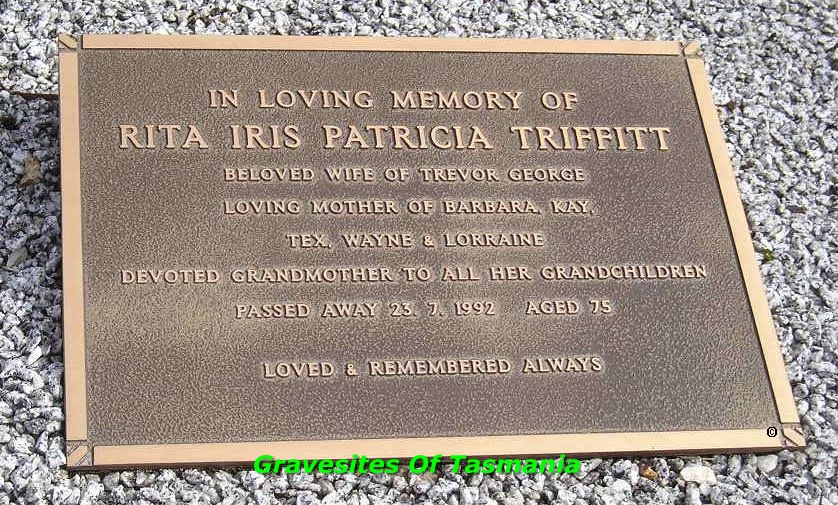 IN LOVING MEMORY OF
RITA IRIS PATRICIA TRIFFITT
BELOVED WIFE OF TREVOR GEORGE
LOVING MOTHER OF BARBARA, KAY,
TEX, WAYNE & LORRAINE
DEVOTED GRANDMOTHER TO ALL HER GRANDCHILDREN
PASSED AWAY 23. 7. 1992 AGED 75
LOVED & REMEMBERED ALWAYS
©
Gravesites Of Tasmania